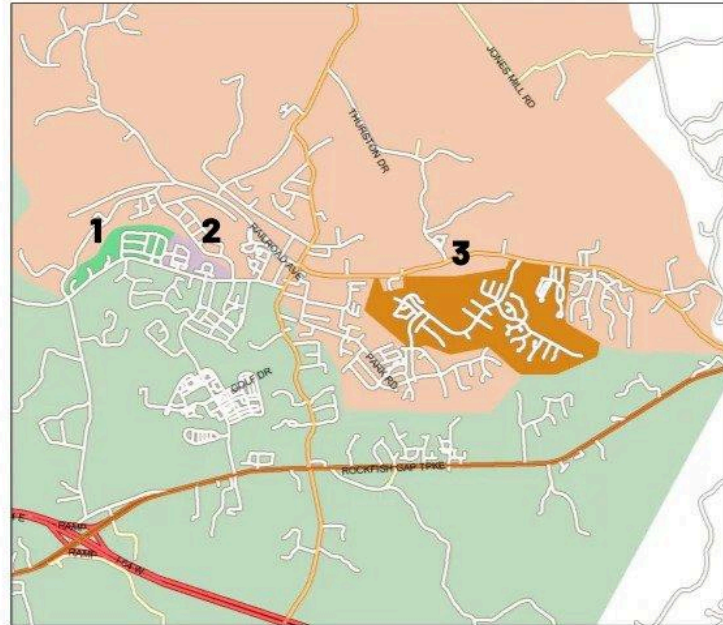 JONES MILL RD
THURSTON DR
1
2
RAILROAD AVE
3
PARK RD
GOLF DR
ROCKFISH GAP TPKE
RAMP
I-64 W
RAMP